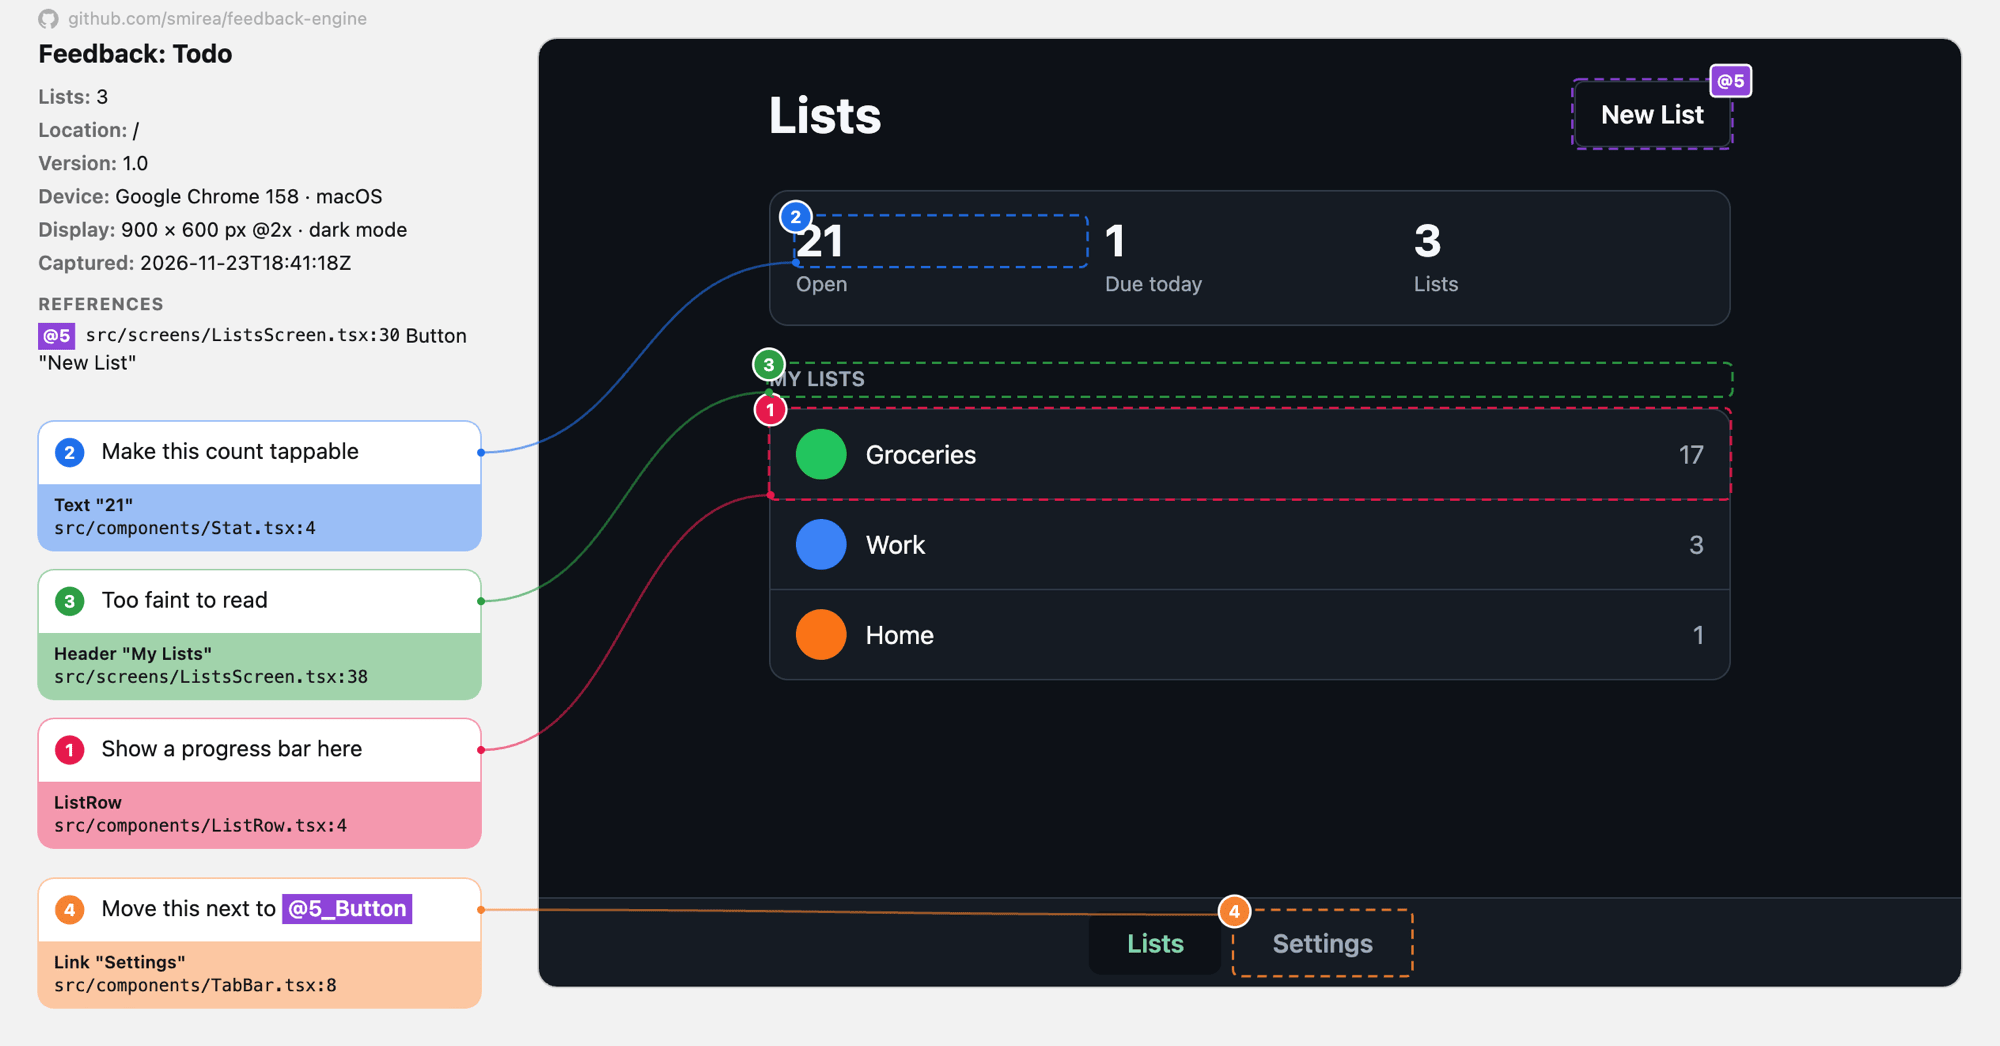 github.com/smirea/feedback-engine
Feedback: Todo
Lists: 3
Location: /
Version: 1.0
Device: Google Chrome 158 · macOS
Display: 900 × 600 px @2x · dark mode
Captured: 2026-11-23T18:41:18Z
REFERENCES
@5 src/screens/ListsScreen.tsx:30 Button
"New List"
2 Make this count tappable
Text "21"
src/components/Stat.tsx:4
3 Too faint to read
Header "My Lists"
src/screens/ListsScreen.tsx:38
1 Show a progress bar here
ListRow
src/components/ListRow.tsx:4
4 Move this next to @5_Button
Link "Settings"
src/components/TabBar.tsx:8
@5
Lists New List
2
21 1 3
Open Due today Lists
3
MY LISTS
1
Groceries 17
Work 3
Home 1
4
Lists Settings